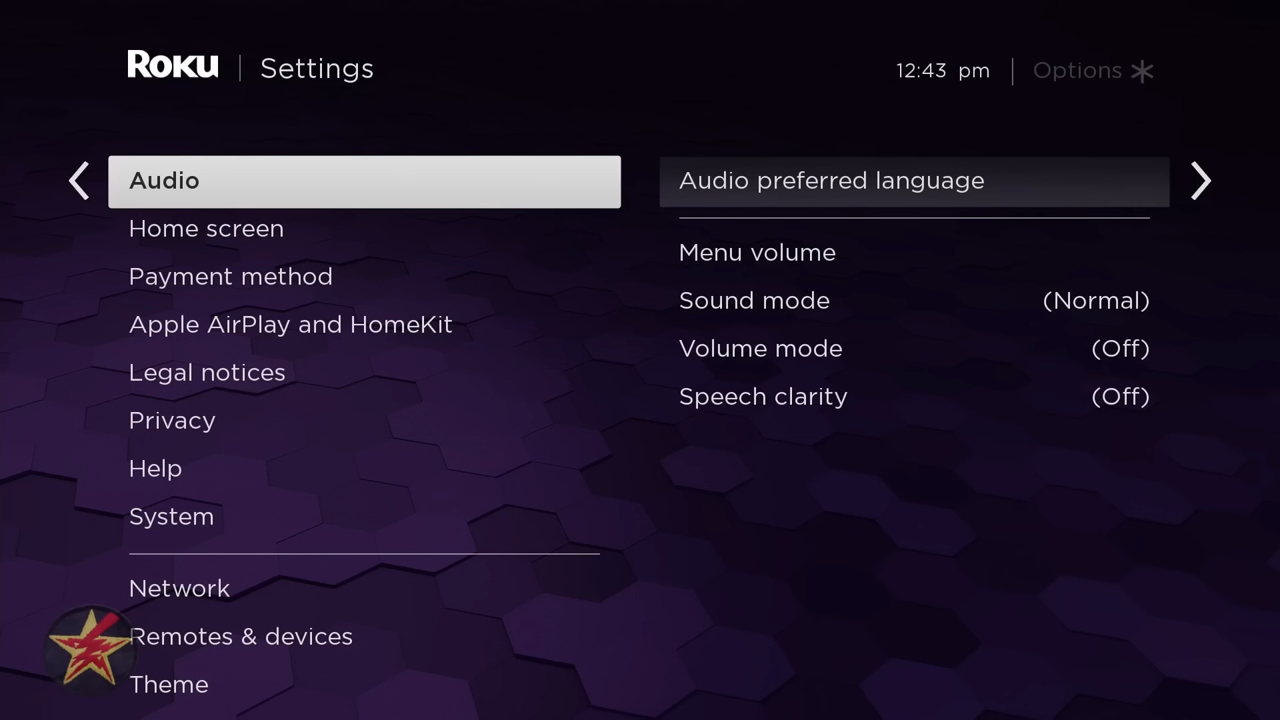 Roku | Settings
12:43 pm | Options
Audio
Home screen
Payment method
Apple AirPlay and HomeKit
Legal notices
Privacy
Help
System
Network
Remotes & devices
Theme
Audio preferred language
Menu volume
Sound mode (Normal)
Volume mode (Off)
Speech clarity (Off)